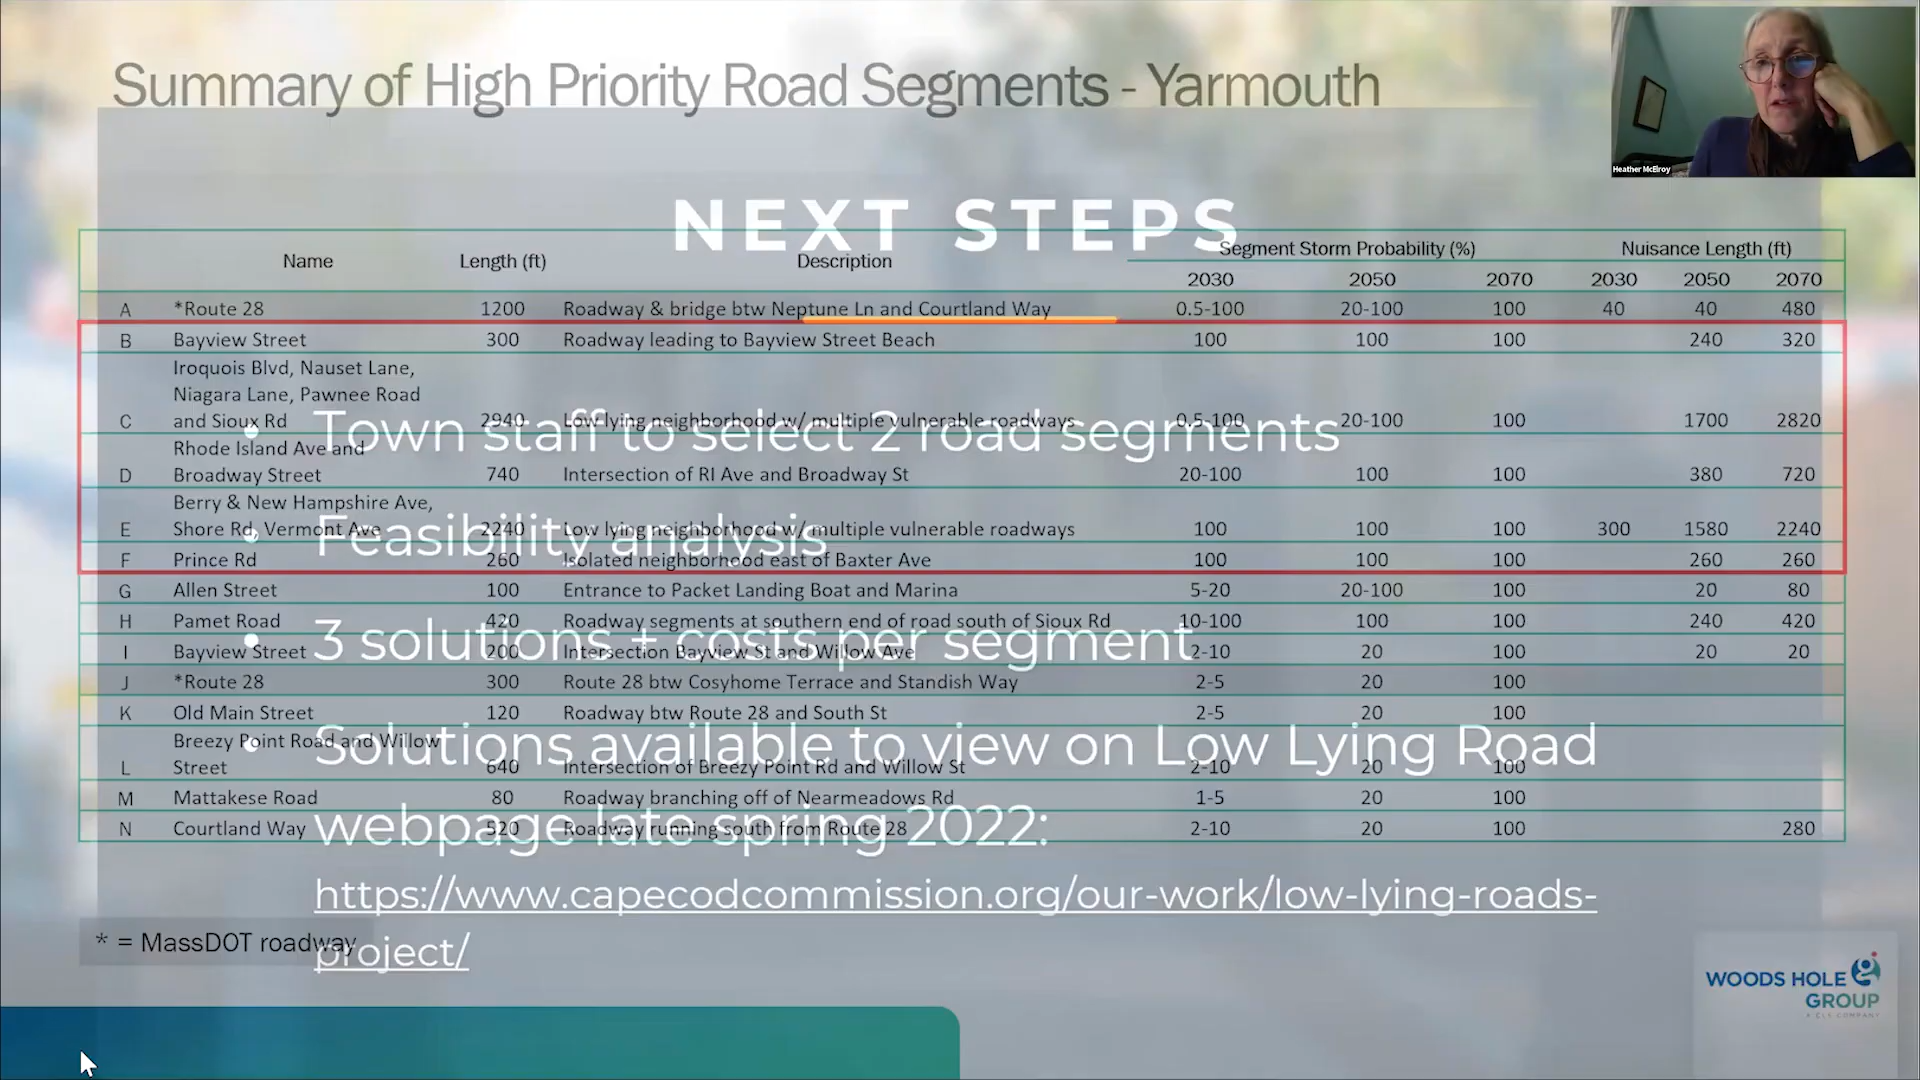 Summary of High Priority Road Segments - Yarmouth
Heather McElroy
NEXT STEPS
Name Length (ft) Description Segment Storm Probability (%) Nuisance Length (ft)
2030 2050 2070 2030 2050 2070
A *Route 28 1200 Roadway & bridge btw Neptune Ln and Courtland Way 0.5-100 20-100 100 40 40 480
B Bayview Street 300 Roadway leading to Bayview Street Beach 100 100 100 240 320
Iroquois Blvd, Nauset Lane,
Niagara Lane, Pawnee Road
C and Sioux Rd 2940 Low lying neighborhood w/ multiple vulnerable roadways 0.5-100 20-100 100 1700 2820
• Town staff to select 2 road segments
Rhode Island Ave and
D Broadway Street 740 Intersection of RI Ave and Broadway St 20-100 100 100 380 720
Berry & New Hampshire Ave,
E Shore Rd, Vermont Ave 2240 Low lying neighborhood w/ multiple vulnerable roadways 100 100 100 300 1580 2240
• Feasibility analysis
F Prince Rd 260 Isolated neighborhood east of Baxter Ave 100 100 100 260 260
G Allen Street 100 Entrance to Packet Landing Boat and Marina 5-20 20-100 100 20 80
H Pamet Road 420 Roadway segments at southern end of road south of Sioux Rd 10-100 100 100 240 420
• 3 solutions + costs per segment
I Bayview Street 200 Intersection Bayview St and Willow Ave 2-10 20 100 20 20
J *Route 28 300 Route 28 btw Cosyhome Terrace and Standish Way 2-5 20 100
K Old Main Street 120 Roadway btw Route 28 and South St 2-5 20 100
Breezy Point Road and Willow
• Solutions available to view on Low Lying Road
L Street 640 Intersection of Breezy Point Rd and Willow St 2-10 20 100
M Mattakese Road 80 Roadway branching off of Nearmeadows Rd 1-5 20 100
webpage late spring 2022:
N Courtland Way 520 Roadway running south from Route 28 2-10 20 100 280
https://www.capecodcommission.org/our-work/low-lying-roads-
project/
* = MassDOT roadway
WOODS HOLE
GROUP
A CLS COMPANY